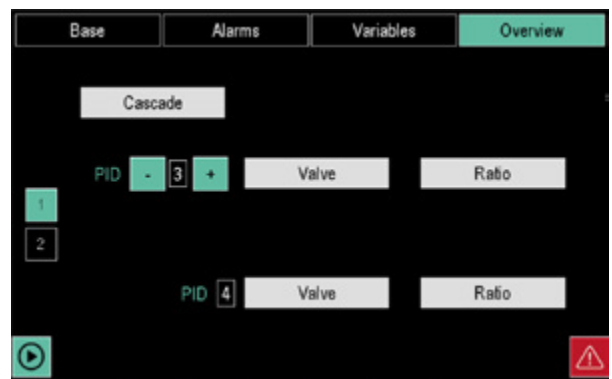 Base Alarms Variables Overview
Cascade
PID - 3 + Valve Ratio
1
2
PID 4 Valve Ratio